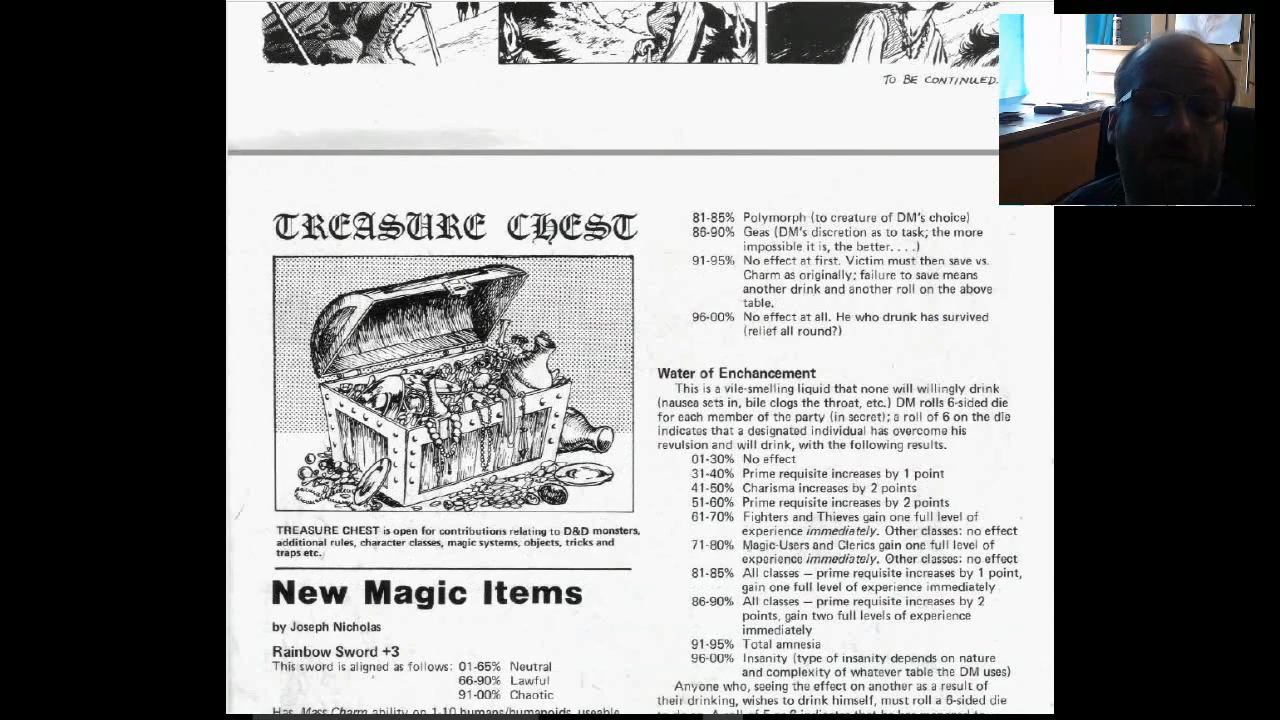 TO BE CONTINUED.
TREASURE CHEST
TREASURE CHEST is open for contributions relating to D&D monsters,
additional rules, character classes, magic systems, objects, tricks and
traps etc.
New Magic Items
by Joseph Nicholas
Rainbow Sword +3
This sword is aligned as follows: 01-65% Neutral
66-90% Lawful
91-00% Chaotic
Has Mass Charm ability on 1-10 humans/humanoids, useable
81-85% Polymorph (to creature of DM's choice)
86-90% Geas (DM's discretion as to task; the more
impossible it is, the better. . . .)
91-95% No effect at first. Victim must then save vs.
Charm as originally; failure to save means
another drink and another roll on the above
table.
96-00% No effect at all. He who drunk has survived
(relief all round?)
Water of Enchancement
This is a vile-smelling liquid that none will willingly drink
(nausea sets in, bile clogs the throat, etc.) DM rolls 6-sided die
for each member of the party (in secret); a roll of 6 on the die
indicates that a designated individual has overcome his
revulsion and will drink, with the following results.
01-30% No effect
31-40% Prime requisite increases by 1 point
41-50% Charisma increases by 2 points
51-60% Prime requisite increases by 2 points
61-70% Fighters and Thieves gain one full level of
experience immediately. Other classes: no effect
71-80% Magic-Users and Clerics gain one full level of
experience immediately. Other classes: no effect
81-85% All classes — prime requisite increases by 1 point,
gain one full level of experience immediately
86-90% All classes — prime requisite increases by 2
points, gain two full levels of experience
immediately
91-95% Total amnesia
96-00% Insanity (type of insanity depends on nature
and complexity of whatever table the DM uses)
Anyone who, seeing the effect on another as a result of
their drinking, wishes to drink himself, must roll a 6-sided die